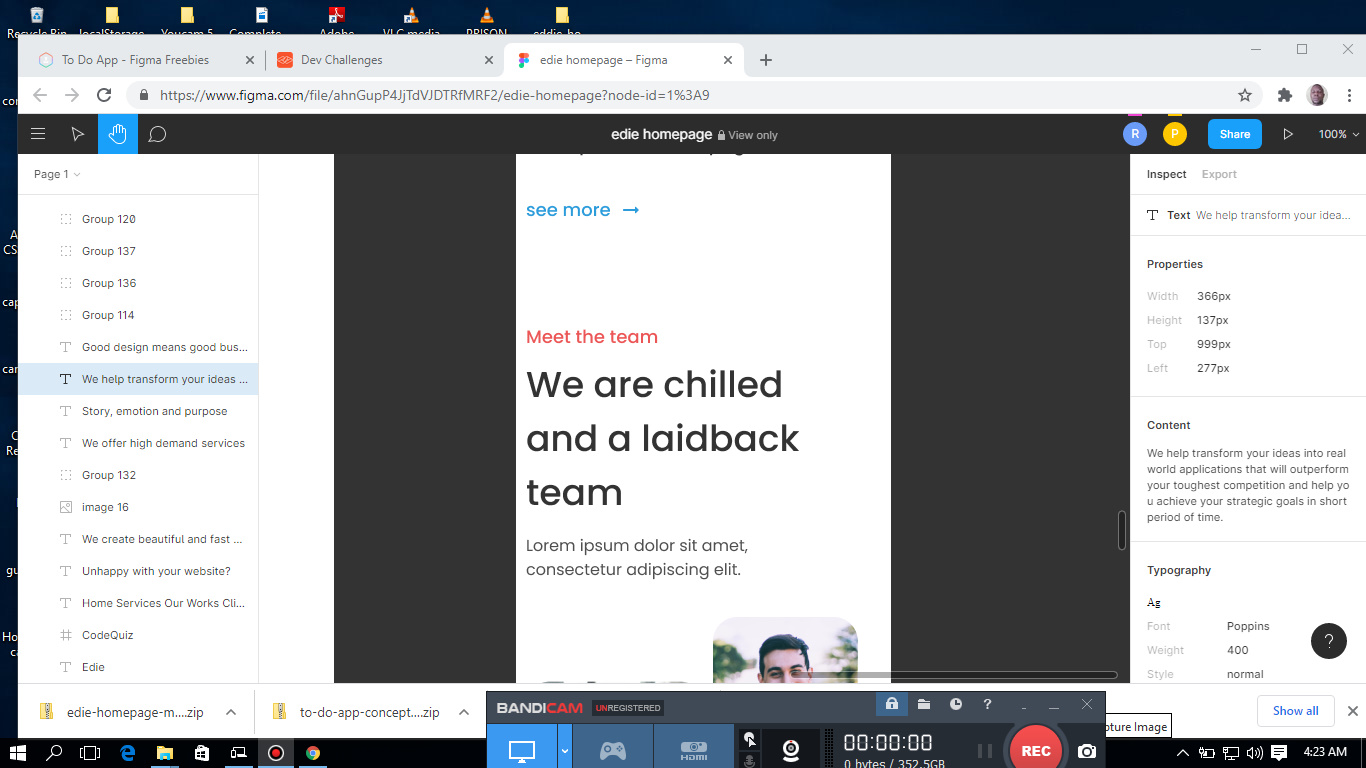 Recycle Bin
localStorage
Youcam 5
Complete
Adobe
VLC media
PRISON
eddie-ho
To Do App - Figma Freebies
Dev Challenges
edie homepage – Figma
https://www.figma.com/file/ahnGupP4JjTdVJDTRfMRF2/edie-homepage?node-id=1%3A9
edie homepage View only
R
P
Share
100%
Page 1
Group 120
Group 137
Group 136
Group 114
Good design means good bus...
We help transform your ideas ...
Story, emotion and purpose
We offer high demand services
Group 132
image 16
We create beautiful and fast ...
Unhappy with your website?
Home Services Our Works Cli...
CodeQuiz
Edie
see more →
Meet the team
We are chilled
and a laidback
team
Lorem ipsum dolor sit amet,
consectetur adipiscing elit.
Inspect Export
Text We help transform your idea...
Properties
Width 366px
Height 137px
Top 999px
Left 277px
Content
We help transform your ideas into real
world applications that will outperform
your toughest competition and help yo
u achieve your strategic goals in short
period of time.
Typography
Ag
Font Poppins
Weight 400
Style normal
?
edie-homepage-m....zip
to-do-app-concept....zip
BANDICAM UNREGISTERED
?
HDMI
00:00:00
0 bytes / 352.5GB
REC
pture Image
Show all
4:23 AM